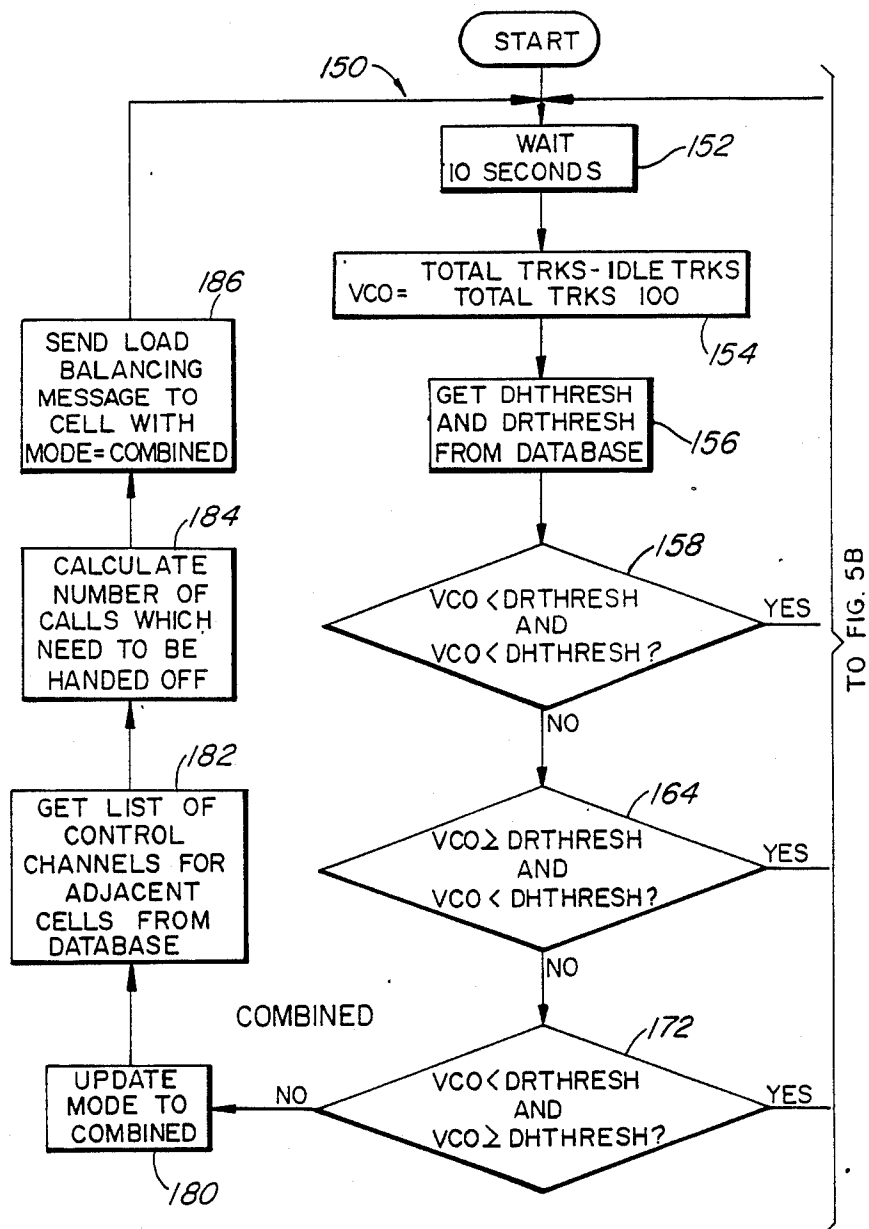 START
150
WAIT
10 SECONDS
152
VCO= TOTAL TRKS-IDLE TRKS
TOTAL TRKS 100
154
GET DHTHRESH
AND DRTHRESH
FROM DATABASE
156
VCO < DRTHRESH
AND
VCO < DHTHRESH?
158
YES
NO
VCO ≥ DRTHRESH
AND
VCO < DHTHRESH?
164
YES
NO
VCO < DRTHRESH
AND
VCO ≥ DHTHRESH?
172
YES
NO
COMBINED
UPDATE
MODE TO
COMBINED
180
GET LIST OF
CONTROL
CHANNELS FOR
ADJACENT
CELLS FROM
DATABASE
182
CALCULATE
NUMBER OF
CALLS WHICH
NEED TO BE
HANDED OFF
184
SEND LOAD
BALANCING
MESSAGE TO
CELL WITH
MODE=COMBINED
186
TO FIG. 5B